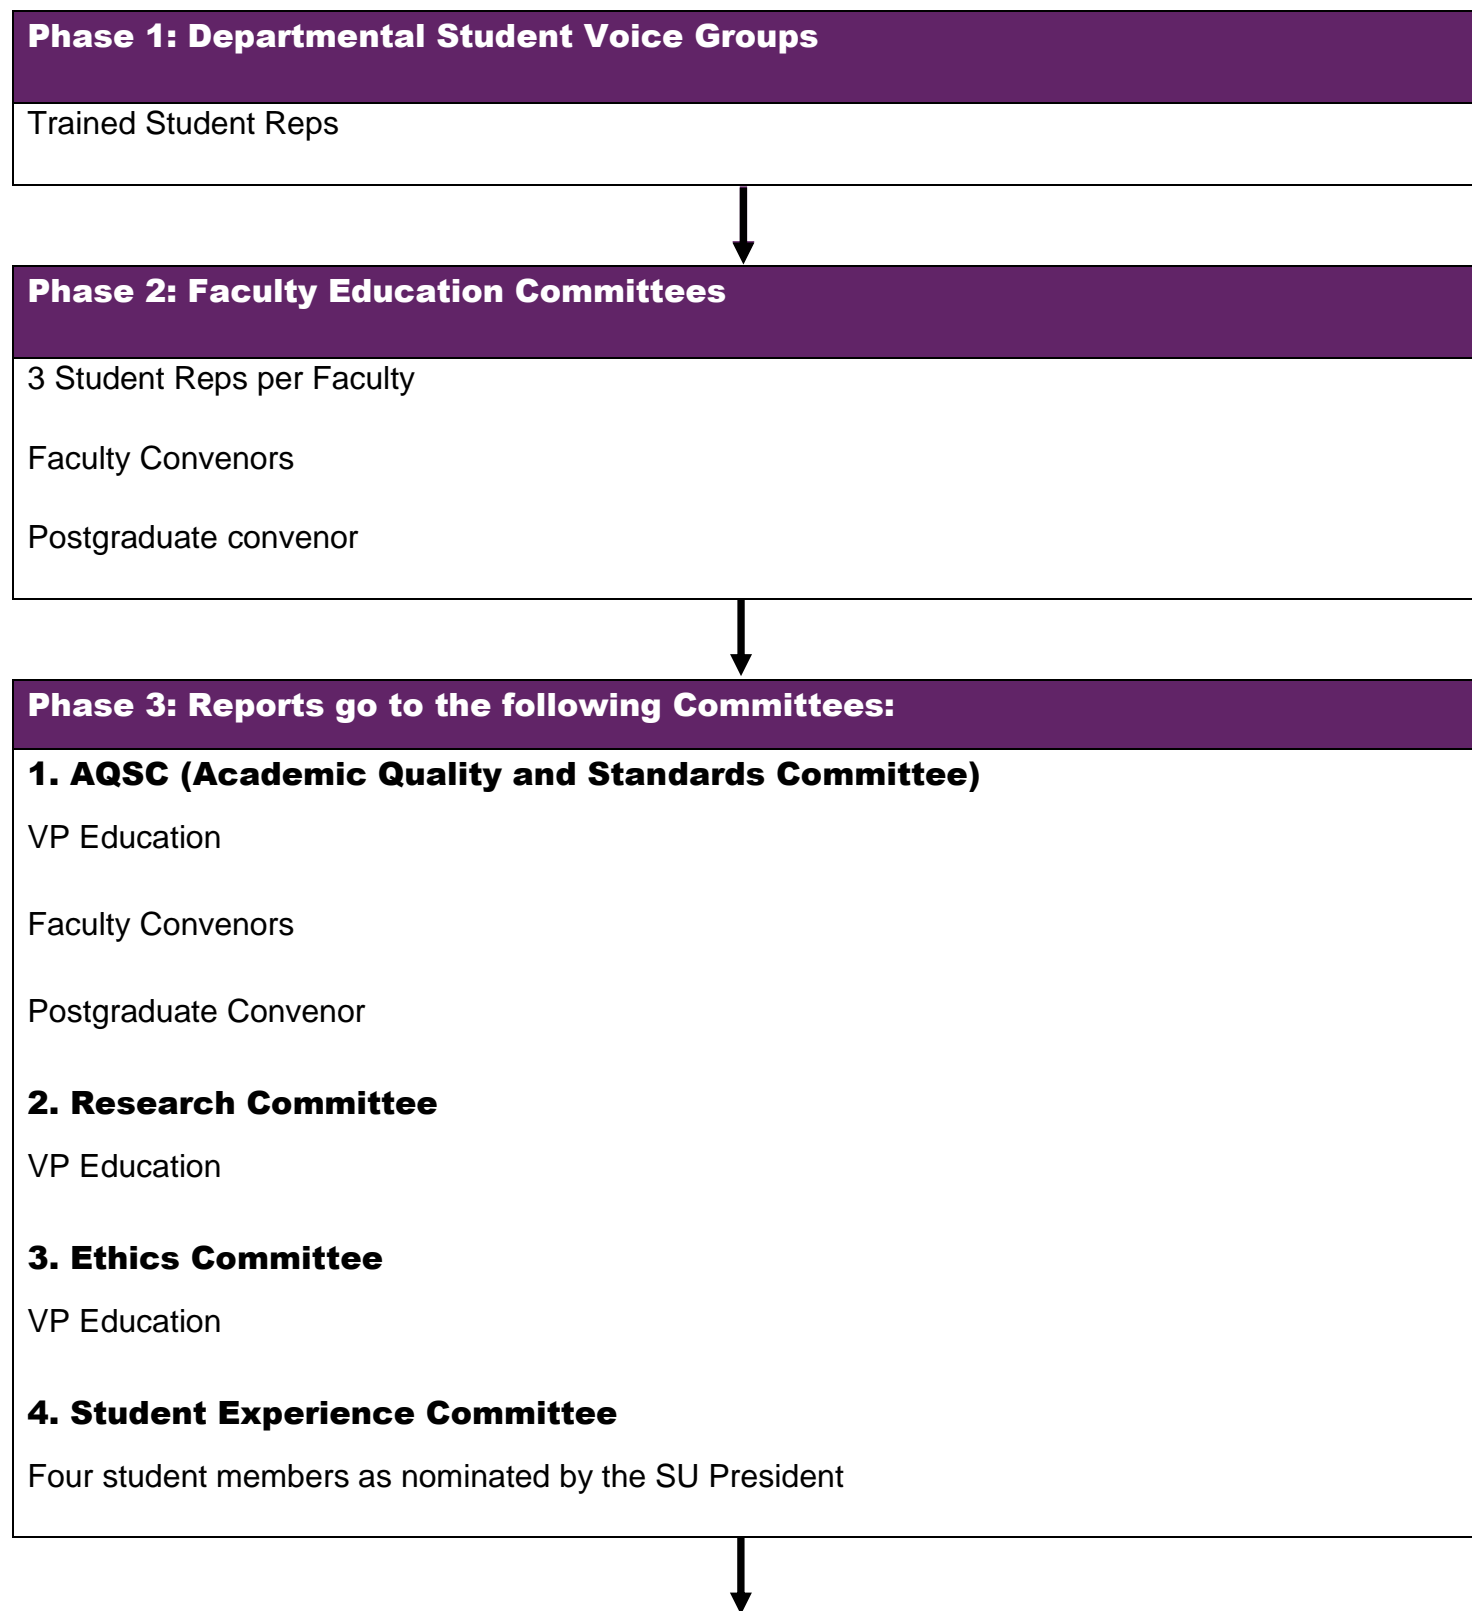 Phase 1: Departmental Student Voice Groups
Trained Student Reps
Phase 2: Faculty Education Committees
3 Student Reps per Faculty
Faculty Convenors
Postgraduate convenor
Phase 3: Reports go to the following Committees:
1. AQSC (Academic Quality and Standards Committee)
VP Education
Faculty Convenors
Postgraduate Convenor
2. Research Committee
VP Education
3. Ethics Committee
VP Education
4. Student Experience Committee
Four student members as nominated by the SU President